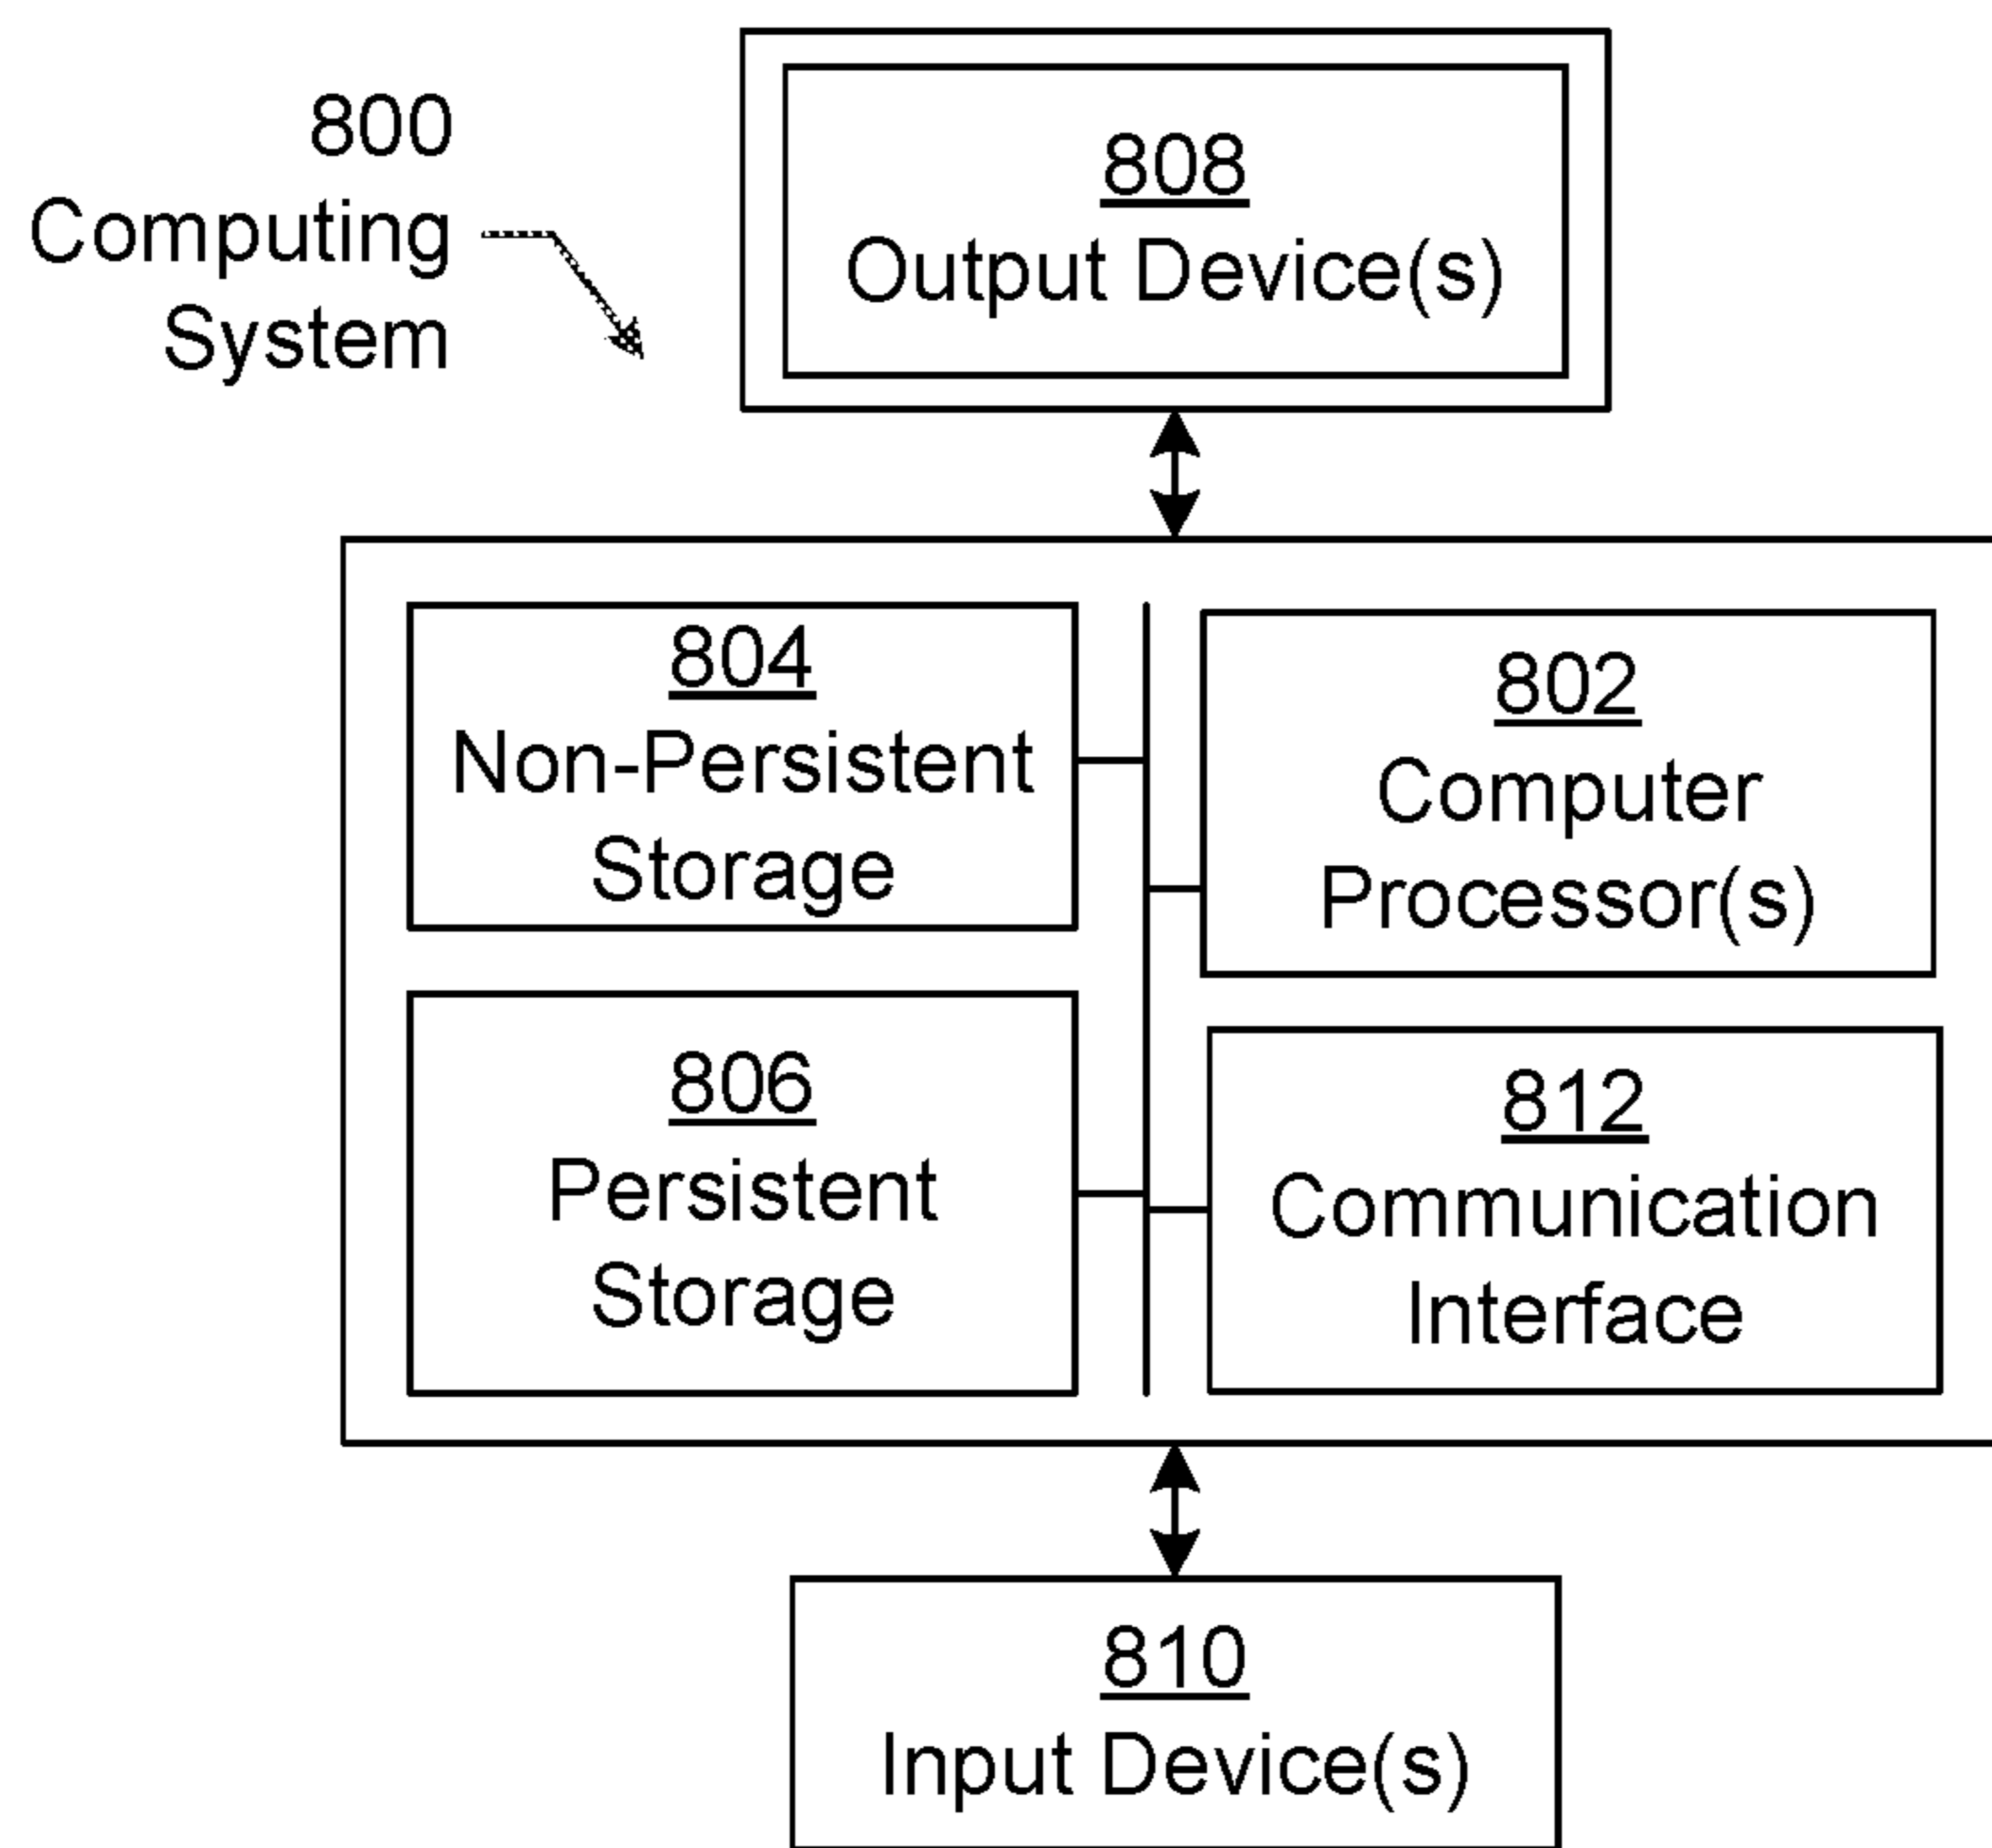 800
Computing
System
808
Output Device(s)
804
Non-Persistent
Storage
802
Computer
Processor(s)
806
Persistent
Storage
812
Communication
Interface
810
Input Device(s)